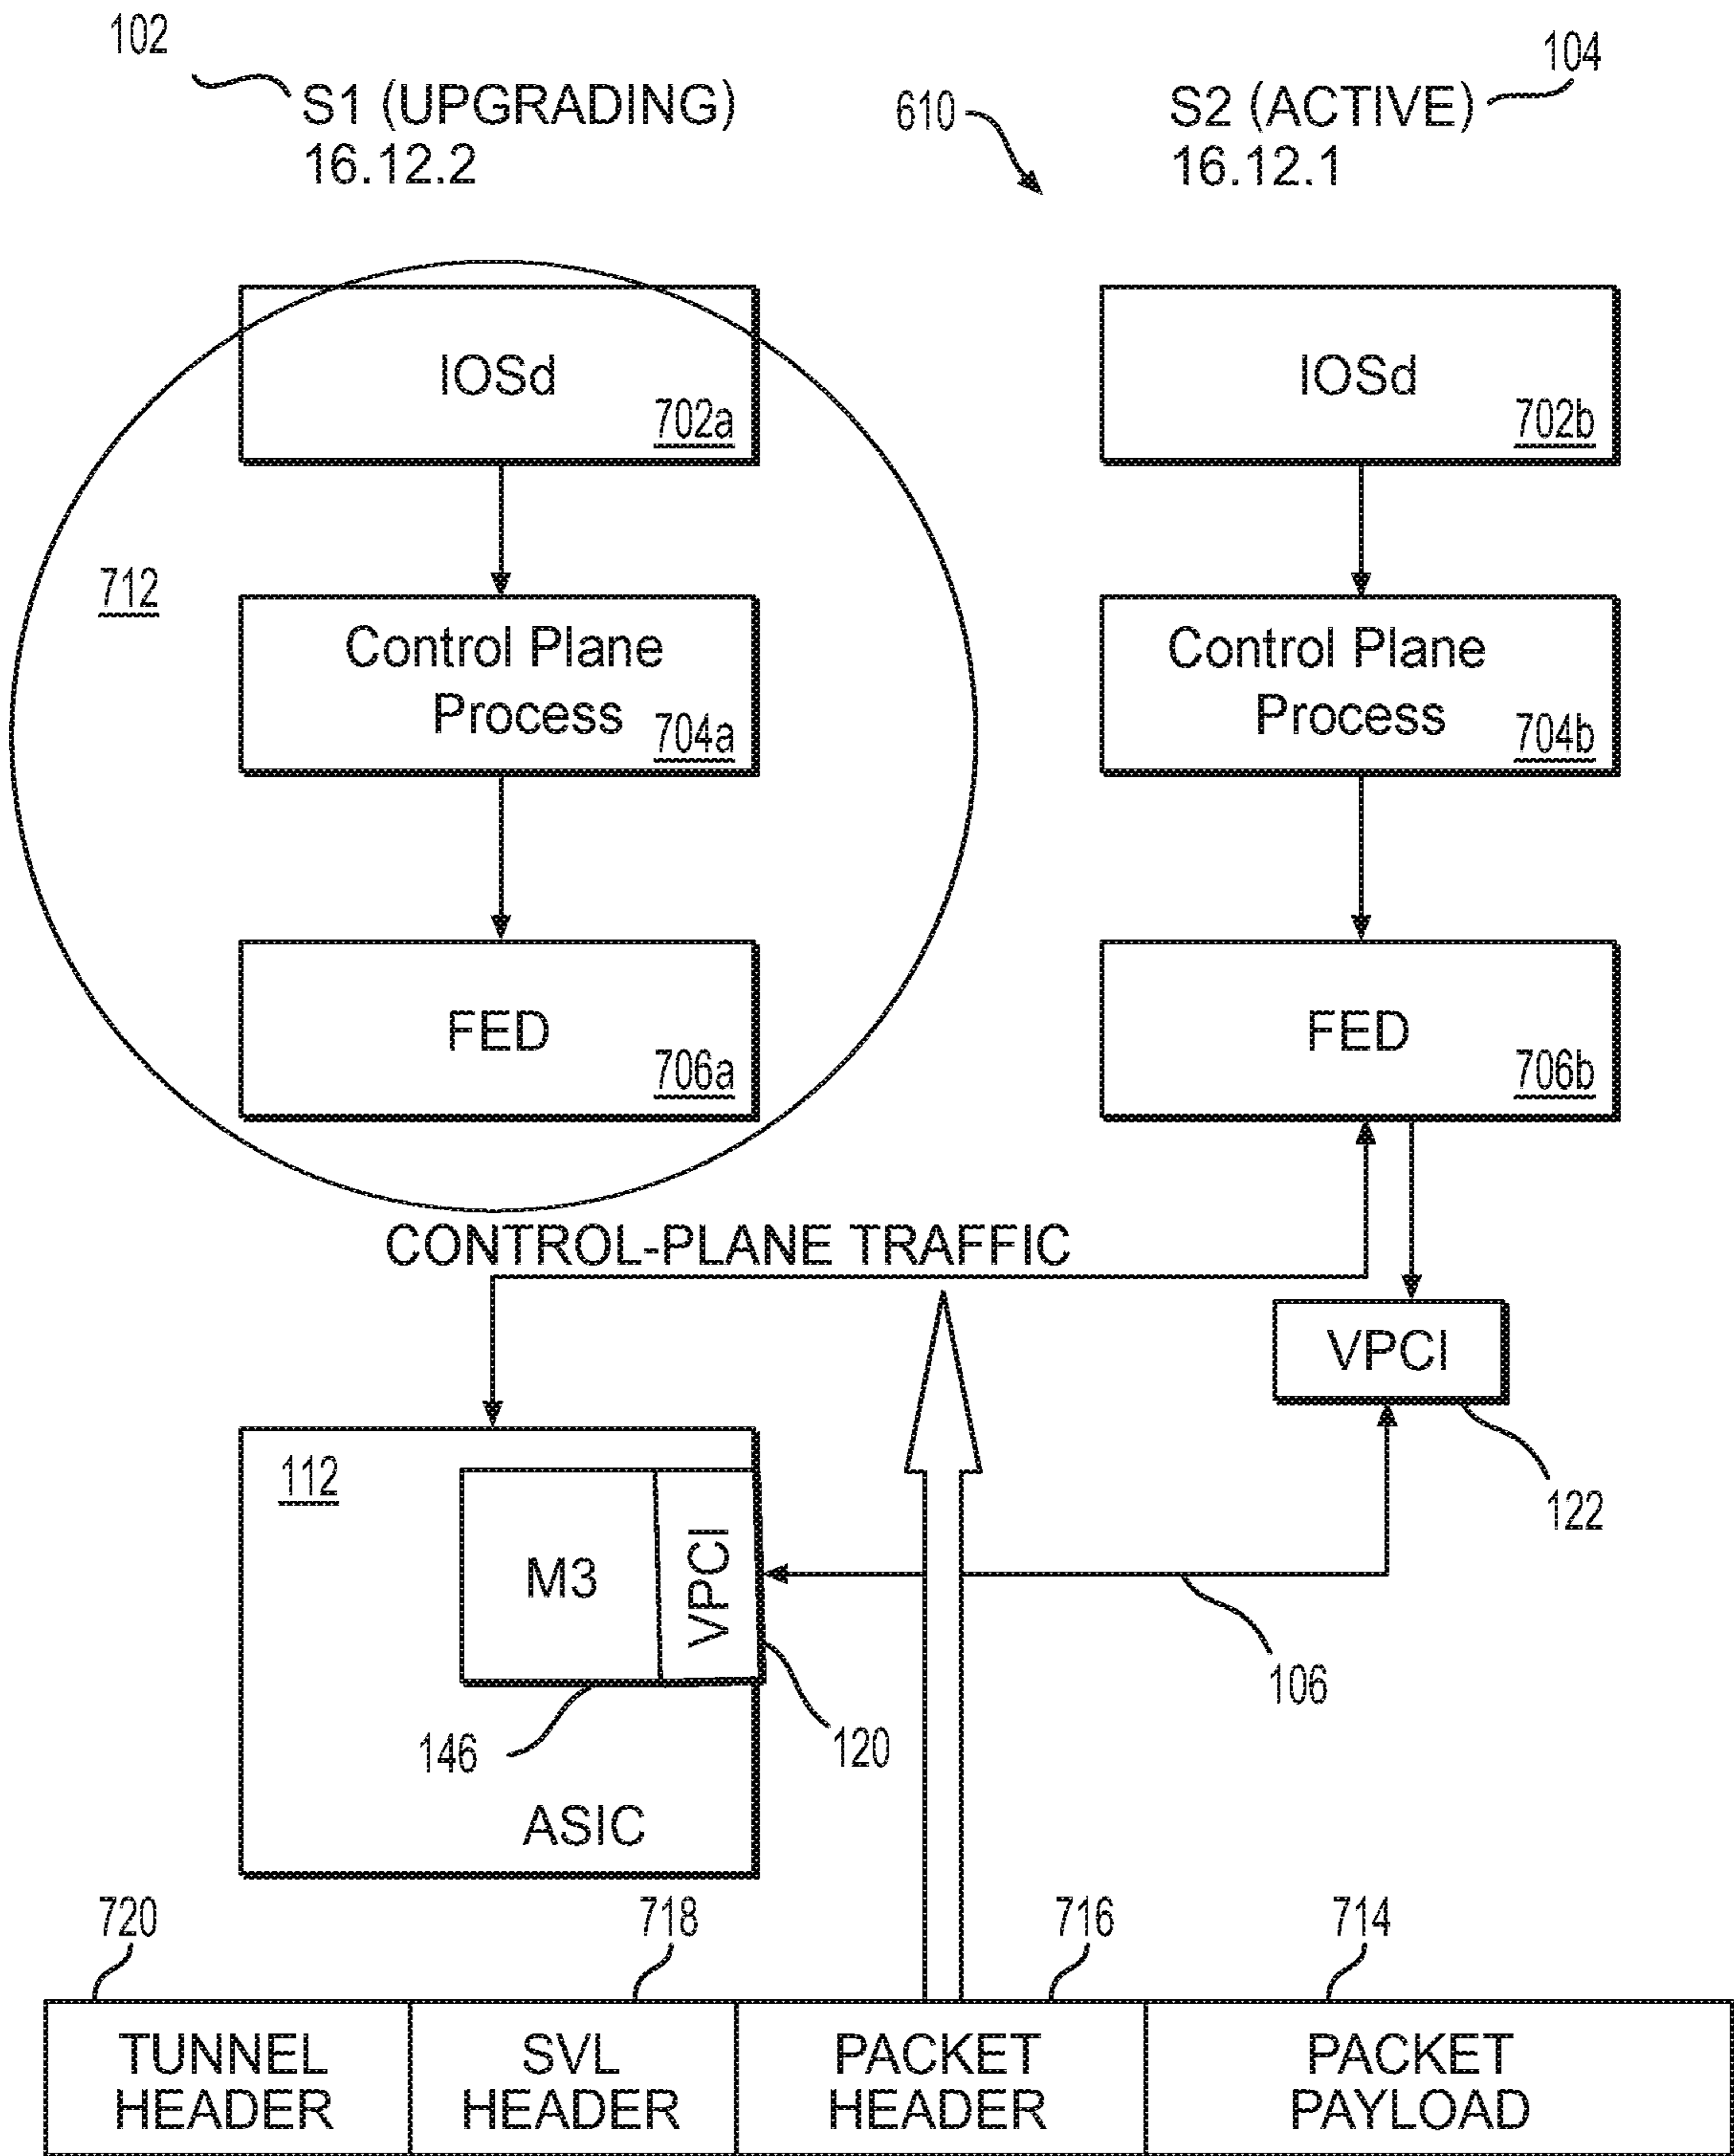 102
104
S1 (UPGRADING)
610
S2 (ACTIVE)
16.12.2
16.12.1
IOSd
702a
IOSd
702b
712
Control Plane
Process
704a
Control Plane
Process
704b
FED
706a
FED
706b
CONTROL-PLANE TRAFFIC
VPCI
112
M3
VPCI
122
106
146
120
ASIC
720
718
716
714
TUNNEL
HEADER
SVL
HEADER
PACKET
HEADER
PACKET
PAYLOAD